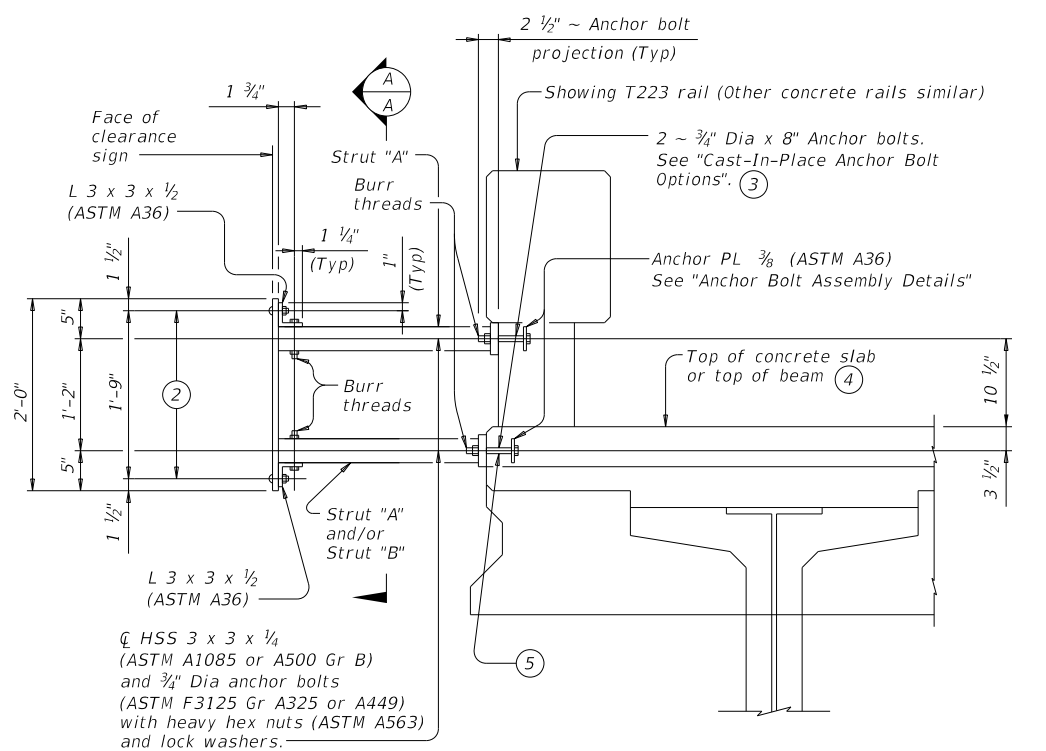 2 ½" ~ Anchor bolt
projection (Typ)
A
A
1 ¾"
Showing T223 rail (Other concrete rails similar)
Face of
clearance
sign
2 ~ ¾" Dia x 8" Anchor bolts.
See "Cast-In-Place Anchor Bolt
Options". 3
Strut "A"
Burr
threads
L 3 x 3 x ½
(ASTM A36)
1 ¼"
(Typ)
1"
(Typ)
1 ½"
Anchor PL ⅜ (ASTM A36)
See "Anchor Bolt Assembly Details"
5"
2'-0"
1'-2"
1'-9"
2
Burr
threads
Top of concrete slab
or top of beam 4
10 ½"
5"
3 ½"
1 ½"
Strut "A"
and/or
Strut "B"
L 3 x 3 x ½
(ASTM A36)
℄ HSS 3 x 3 x ¼
(ASTM A1085 or A500 Gr B)
and ¾" Dia anchor bolts
(ASTM F3125 Gr A325 or A449)
with heavy hex nuts (ASTM A563)
and lock washers.
5